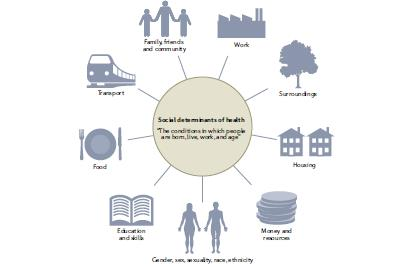 Family, friends
and community
Work
Transport
Surroundings
Social determinants of health
"The conditions in which people
are born, live, work, and age"
Food
Housing
Education
and skills
Money and
resources
Gender, sex, sexuality, race, ethnicity